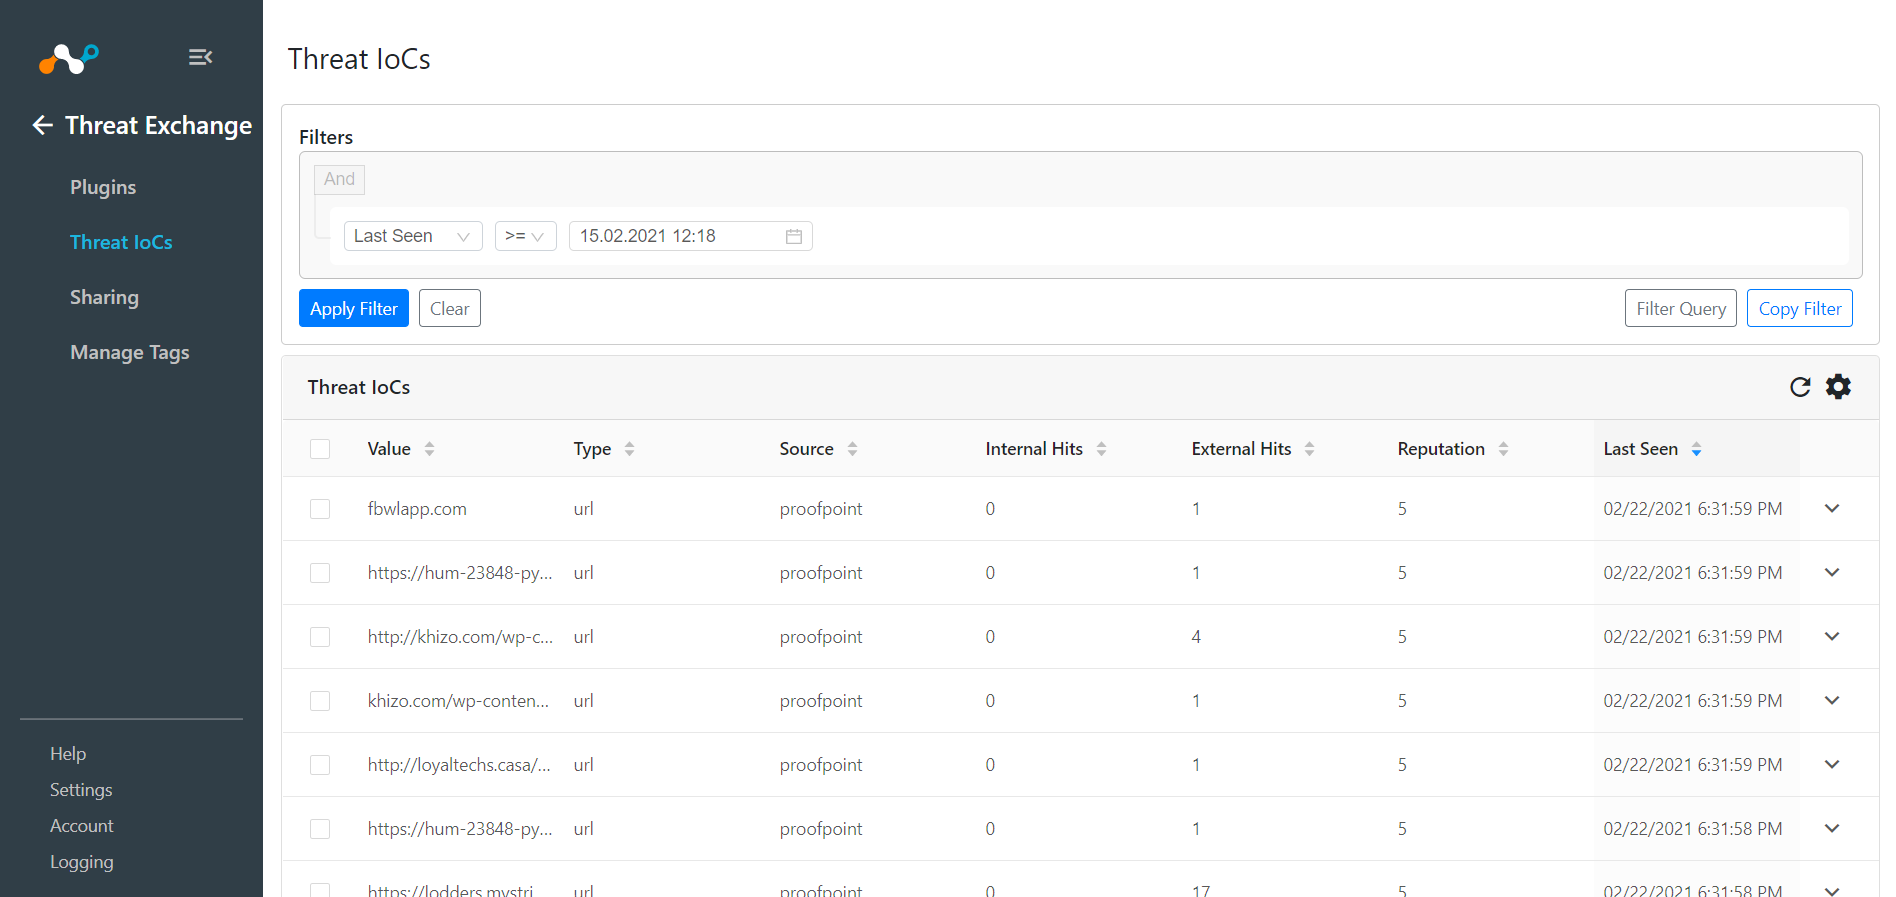 Threat IoCs
Threat Exchange
Plugins
Threat IoCs
Sharing
Manage Tags
Help
Settings
Account
Logging
Filters
And
Last Seen >= 15.02.2021 12:18
Apply Filter Clear Filter Query Copy Filter
Threat IoCs
Value Type Source Internal Hits External Hits Reputation Last Seen
fbwlapp.com url proofpoint 0 1 5 02/22/2021 6:31:59 PM
https://hum-23848-py... url proofpoint 0 1 5 02/22/2021 6:31:59 PM
http://khizo.com/wp-c... url proofpoint 0 4 5 02/22/2021 6:31:59 PM
khizo.com/wp-conten... url proofpoint 0 1 5 02/22/2021 6:31:59 PM
http://loyaltechs.casa/... url proofpoint 0 1 5 02/22/2021 6:31:59 PM
https://hum-23848-py... url proofpoint 0 1 5 02/22/2021 6:31:58 PM
https://lodders.mystri url proofpoint 0 17 5 02/22/2021 6:31:58 PM